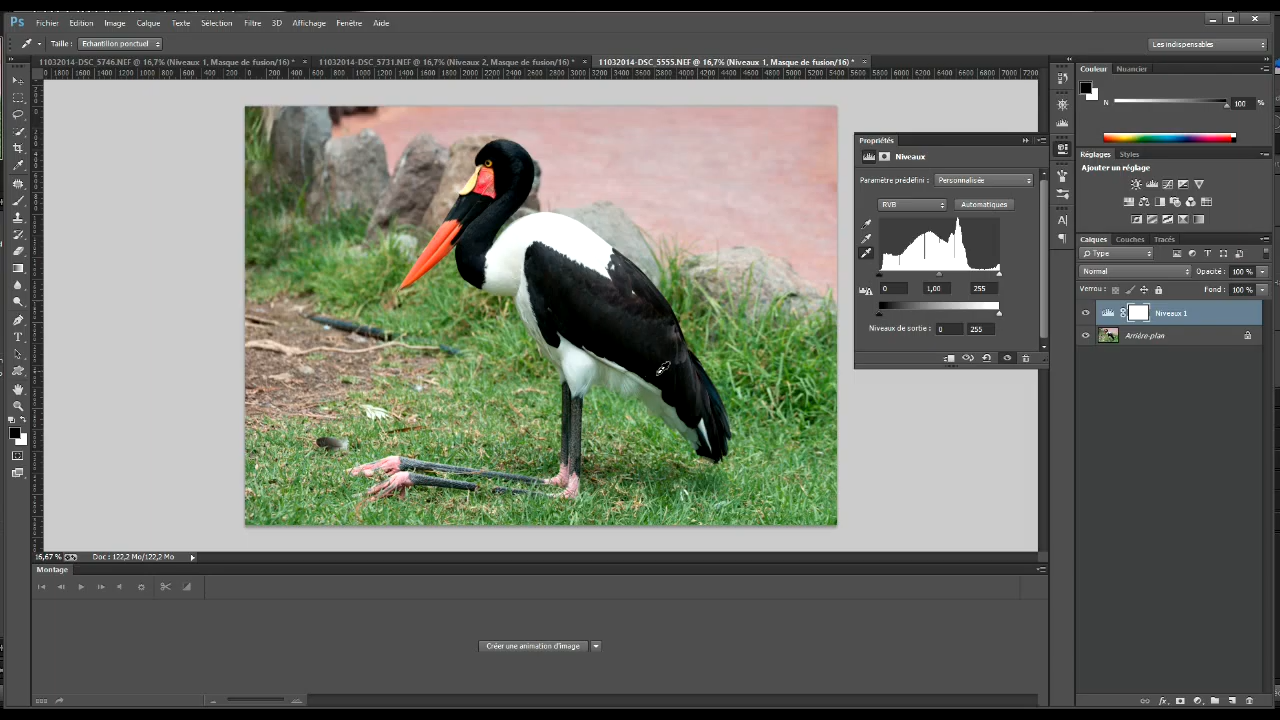 Ps Fichier Edition Image Calque Texte Sélection Filtre 3D Affichage Fenêtre Aide
Taille : Echantillon ponctuel Les indispensables
11032014-DSC_5746.NEF @ 16,7% (Niveaux 1, Masque de fusion/16) * × 11032014-DSC_5731.NEF @ 16,7% (Niveaux 2, Masque de fusion/16) * × 11032014-DSC_5555.NEF @ 16,7% (Niveaux 1, Masque de fusion/16) * ×
Couleur Nuancier
N 100 %
Réglages Styles
Ajouter un réglage
Propriétés
Niveaux
Paramètre prédéfini : Personnalisée
RVB Automatiques
0 1,00 255
Niveaux de sortie : 0 255
Calques Couches Tracés
Type
Normal Opacité : 100 %
Verrou : Fond : 100 %
Niveaux 1
Arrière-plan
16,67 % Doc : 122,2 Mo/122,2 Mo
Montage
Créer une animation d'image